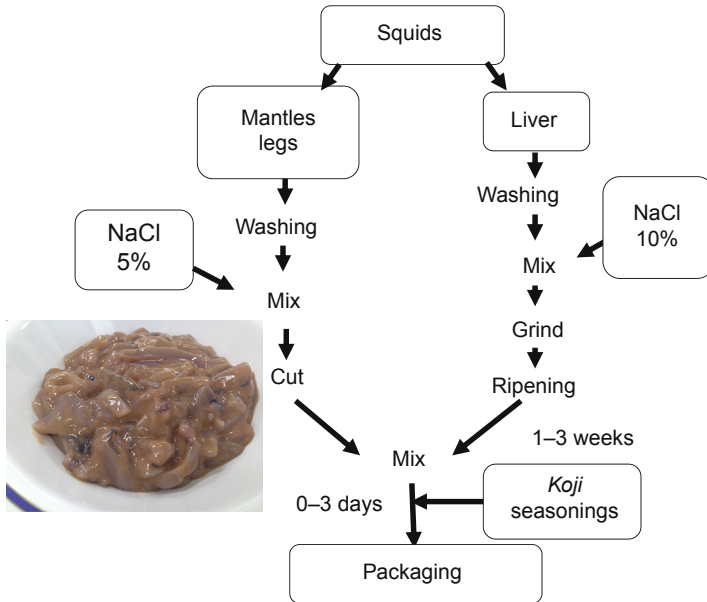 Squids
Mantles
legs
Liver
Washing
Washing
NaCl
5%
NaCl
10%
Mix
Mix
Grind
Cut
Ripening
1–3 weeks
Mix
0–3 days
Koji
seasonings
Packaging